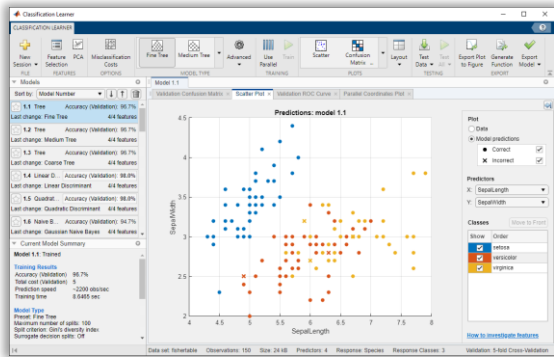 Classification Learner
CLASSIFICATION LEARNER
New Session
Feature Selection
PCA
Misclassification Costs
Fine Tree
Medium Tree
Advanced
Use Parallel
Train
Scatter
Confusion Matrix
Layout
Test Data
Test All
Export Plot to Figure
Generate Function
Export Model
FILE
FEATURES
OPTIONS
MODEL TYPE
TRAINING
PLOTS
TESTING
EXPORT
Models
Sort by: Model Number
1.1 Tree Accuracy (Validation): 96.7%
Last change: Fine Tree 4/4 features
1.2 Tree Accuracy (Validation): 96.7%
Last change: Medium Tree 4/4 features
1.3 Tree Accuracy (Validation): 96.7%
Last change: Coarse Tree 4/4 features
1.4 Linear D... Accuracy (Validation): 98.0%
Last change: Linear Discriminant 4/4 features
1.5 Quadrat... Accuracy (Validation): 98.0%
Last change: Quadratic Discriminant 4/4 features
1.6 Naive B... Accuracy (Validation): 94.7%
Last change: Gaussian Naive Bayes 4/4 features
Current Model Summary
Model 1.1: Trained
Training Results
Accuracy (Validation) 96.7%
Total cost (Validation) 5
Prediction speed ~2200 obs/sec
Training time 0.6465 sec
Model Type
Preset: Fine Tree
Maximum number of splits: 100
Split criterion: Gini's diversity index
Surrogate decision splits: Off
Model 1.1
Validation Confusion Matrix
Scatter Plot
Validation ROC Curve
Parallel Coordinates Plot
Predictions: model 1.1
4.5
4
3.5
3
2.5
2
SepalWidth
4 4.5 5 5.5 6 6.5 7 7.5 8
SepalLength
Plot
Data
Model predictions
Correct
Incorrect
Predictors
X: SepalLength
Y: SepalWidth
Classes
Move to Front
Show Order
setosa
versicolor
virginica
How to investigate features
Data set: fishertable Observations: 150 Size: 24 kB Predictors: 4 Response: Species Response Classes: 3 Validation: 5-fold Cross-Validation